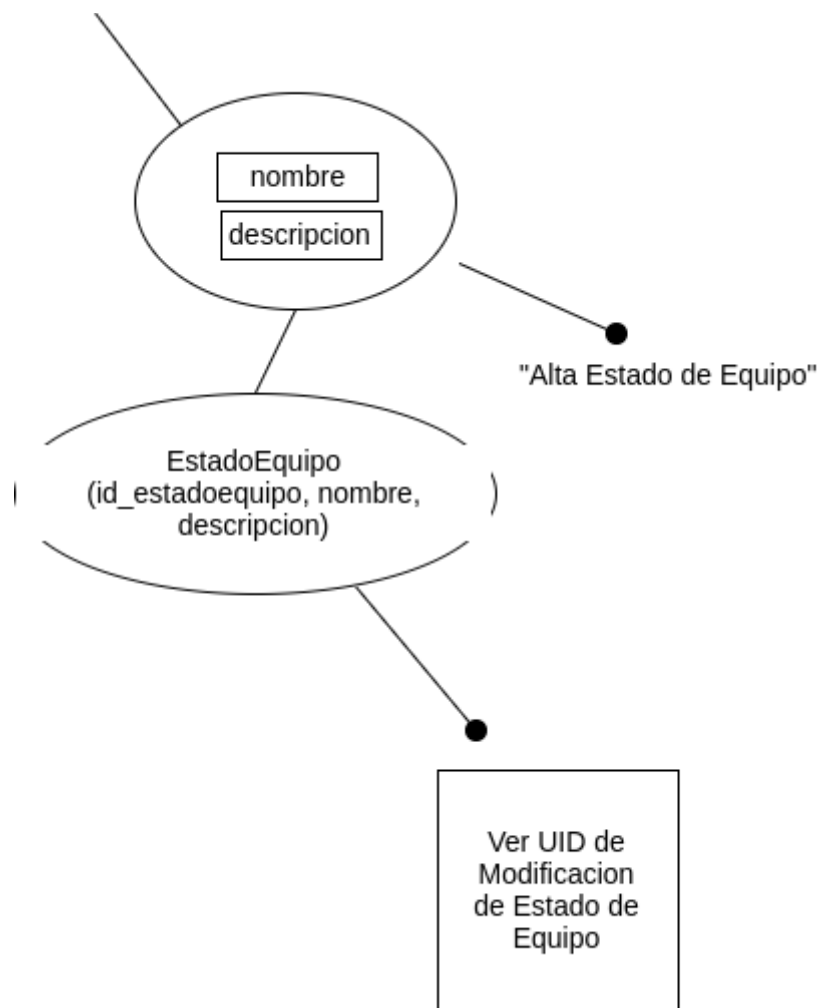 nombre
descripcion
"Alta Estado de Equipo"
EstadoEquipo
(id_estadoequipo, nombre,
descripcion)
Ver UID de
Modificacion
de Estado de
Equipo